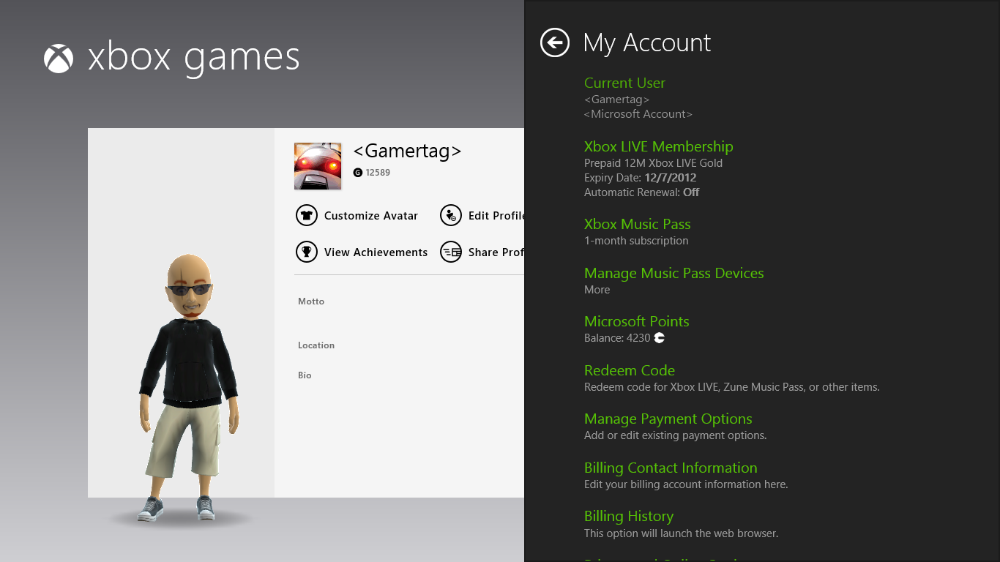 xbox games
<Gamertag>
G 12589
Customize Avatar
Edit Profile
View Achievements
Share Prof
Motto
Location
Bio
My Account
Current User
<Gamertag>
<Microsoft Account>
Xbox LIVE Membership
Prepaid 12M Xbox LIVE Gold
Expiry Date: 12/7/2012
Automatic Renewal: Off
Xbox Music Pass
1-month subscription
Manage Music Pass Devices
More
Microsoft Points
Balance: 4230
Redeem Code
Redeem code for Xbox LIVE, Zune Music Pass, or other items.
Manage Payment Options
Add or edit existing payment options.
Billing Contact Information
Edit your billing account information here.
Billing History
This option will launch the web browser.